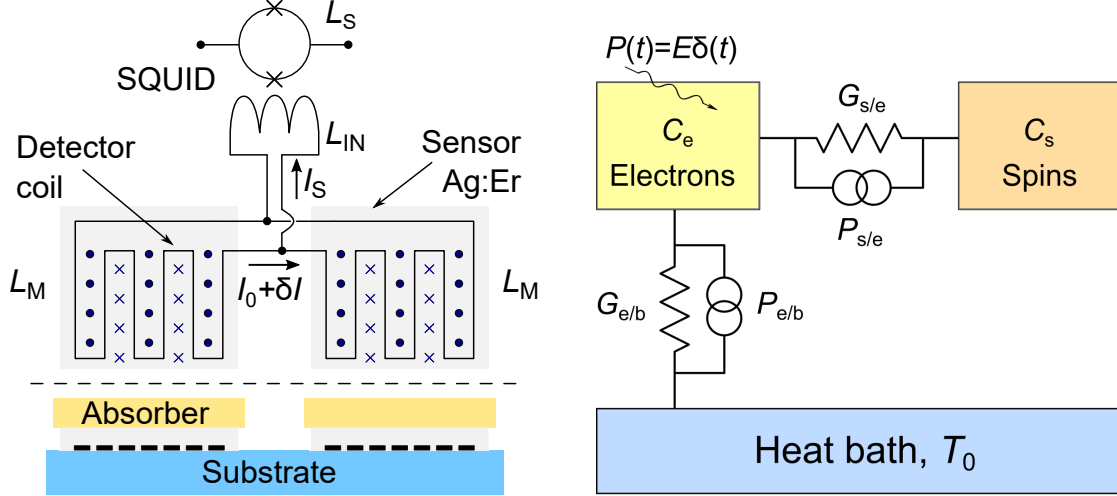 L_S
SQUID
L_IN
Detector
coil
Sensor
Ag:Er
I_S
L_M
I_0+δI
L_M
Absorber
Substrate
P(t)=Eδ(t)
C_e
Electrons
G_s/e
P_s/e
C_s
Spins
G_e/b
P_e/b
Heat bath, T_0